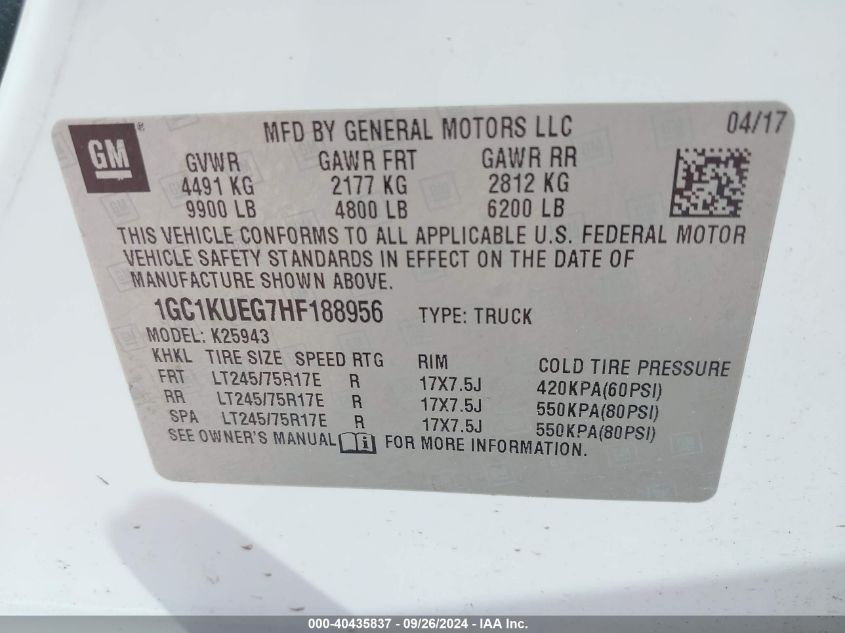 GM ®
MFD BY GENERAL MOTORS LLC
04/17
GVWR GAWR FRT GAWR RR
4491 KG 2177 KG 2812 KG
9900 LB 4800 LB 6200 LB
THIS VEHICLE CONFORMS TO ALL APPLICABLE U.S. FEDERAL MOTOR
VEHICLE SAFETY STANDARDS IN EFFECT ON THE DATE OF
MANUFACTURE SHOWN ABOVE.
1GC1KUEG7HF188956 TYPE: TRUCK
MODEL: K25943
KHKL TIRE SIZE SPEED RTG RIM COLD TIRE PRESSURE
FRT LT245/75R17E R 17X7.5J 420KPA(60PSI)
RR LT245/75R17E R 17X7.5J 550KPA(80PSI)
SPA LT245/75R17E R 17X7.5J 550KPA(80PSI)
SEE OWNER'S MANUAL FOR MORE INFORMATION.
000-40435837 - 09/26/2024 - IAA Inc.